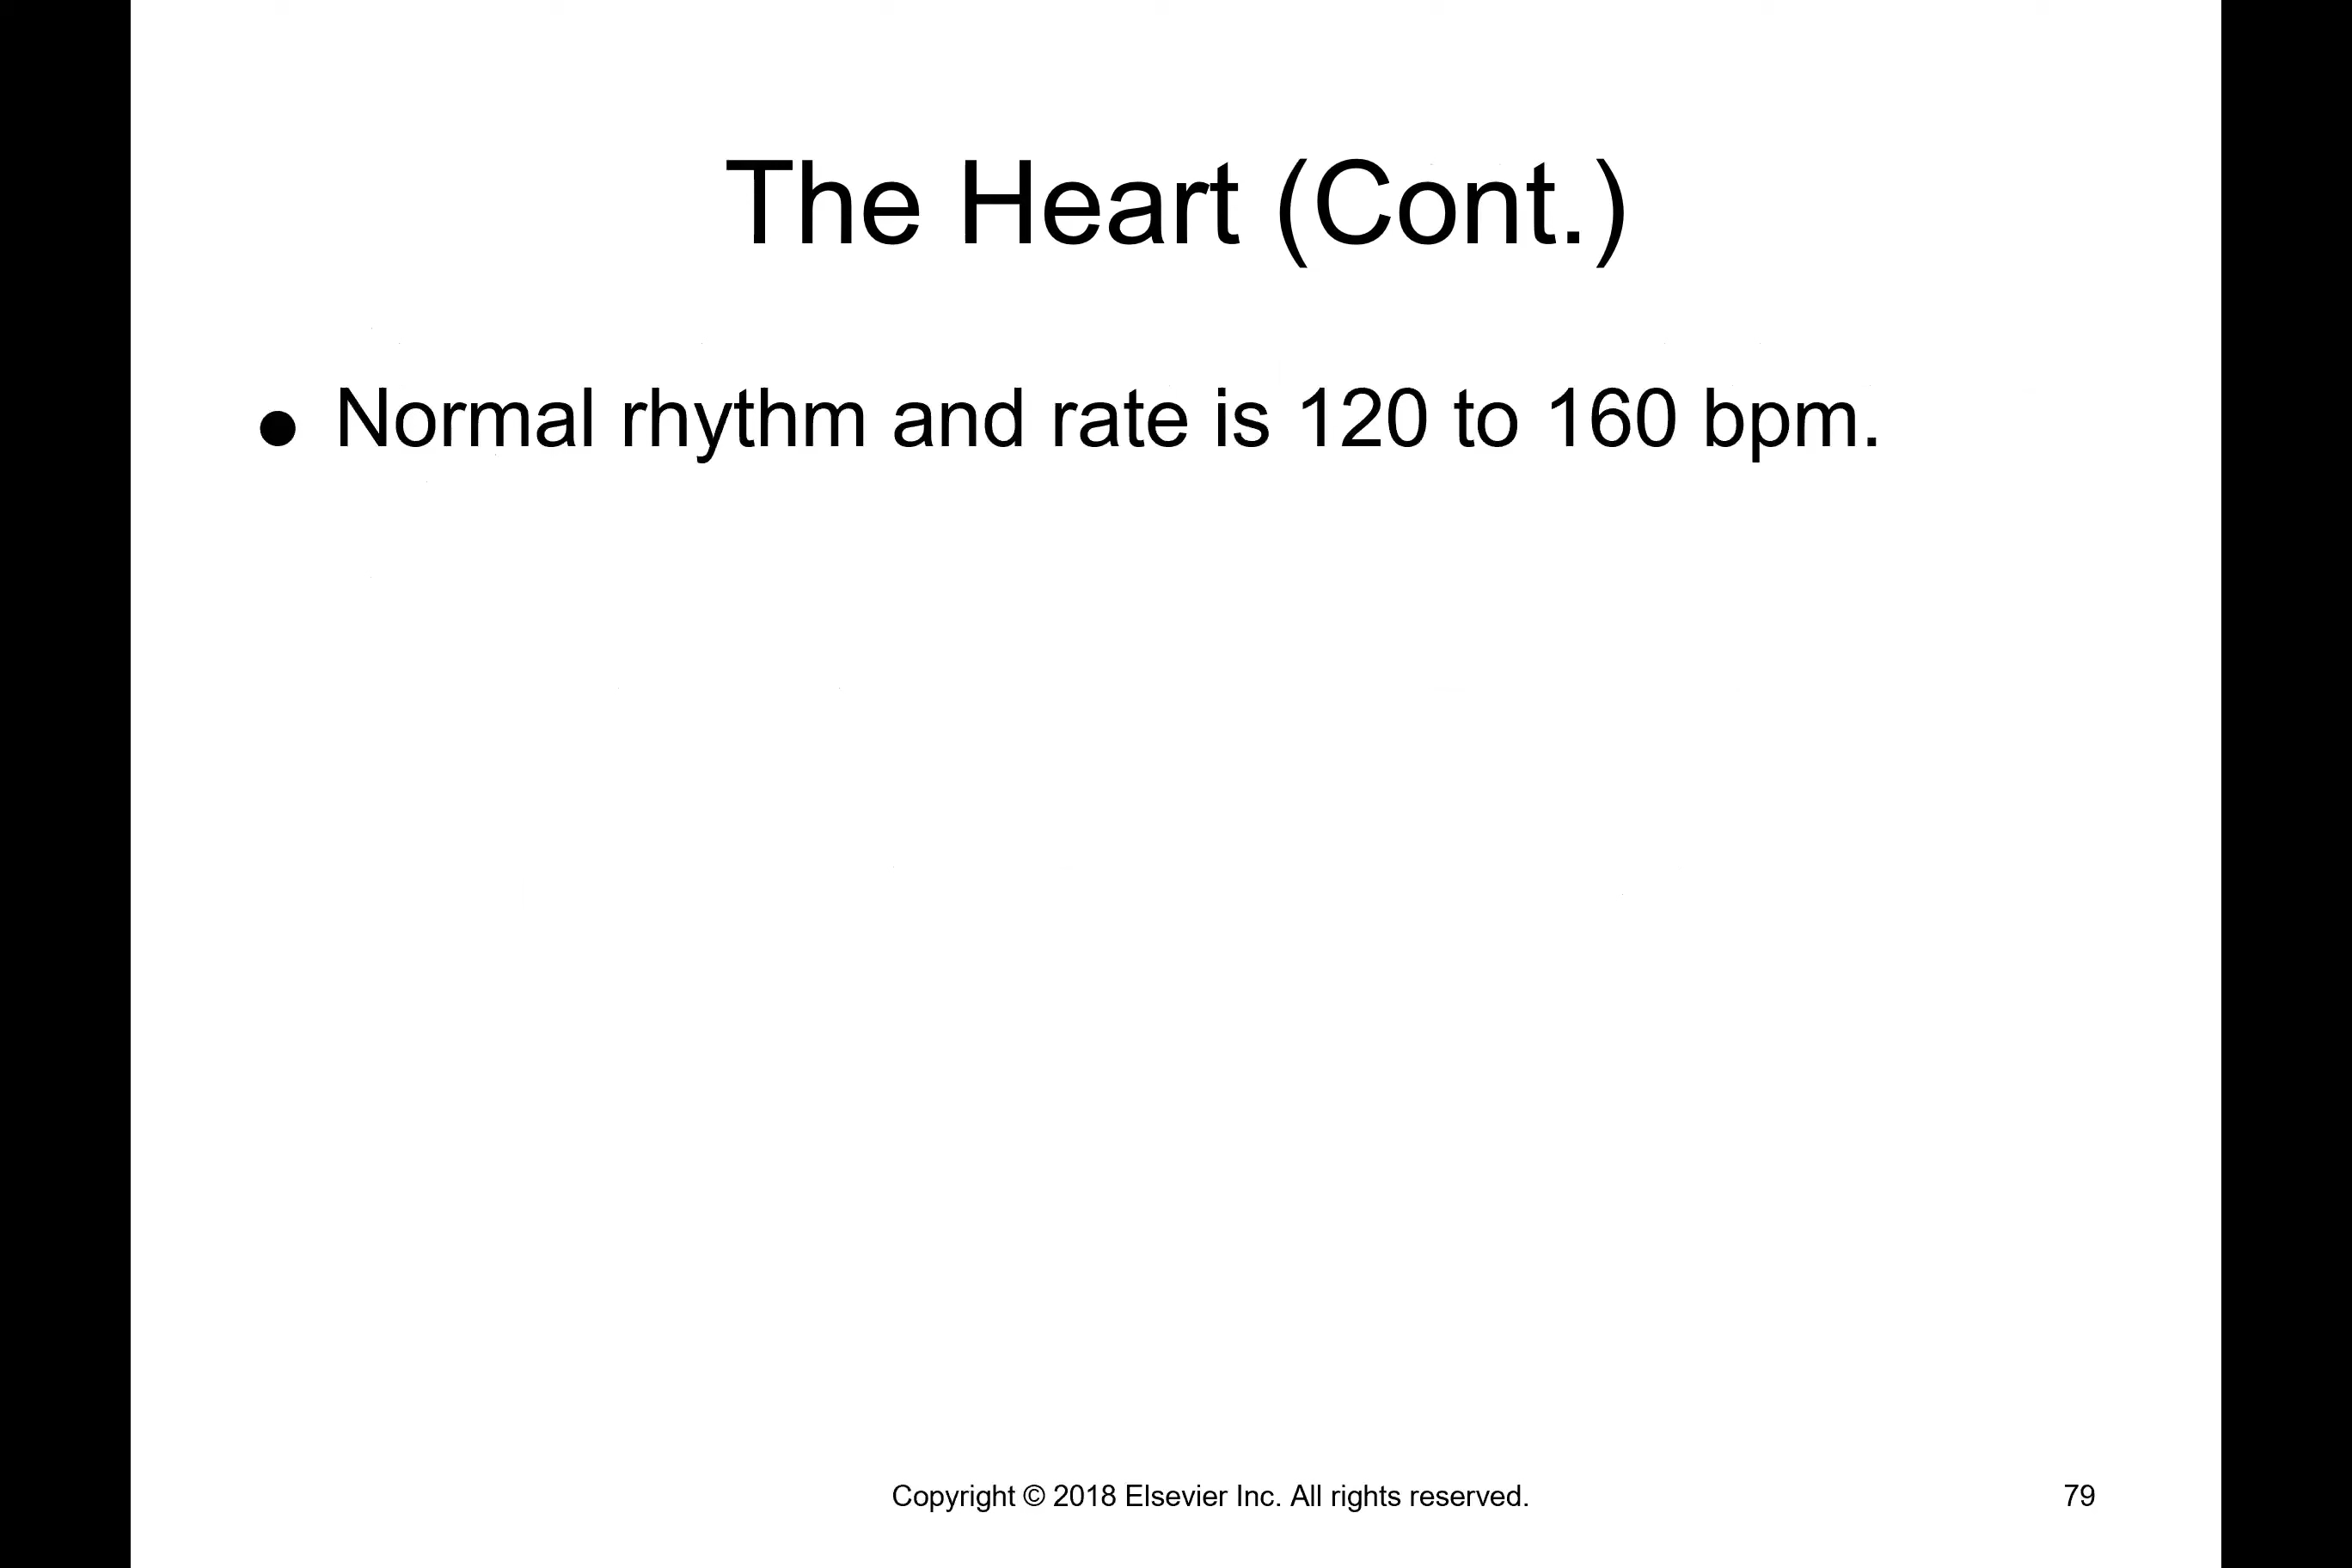 The Heart (Cont.)
● Normal rhythm and rate is 120 to 160 bpm.
Copyright © 2018 Elsevier Inc. All rights reserved.
79